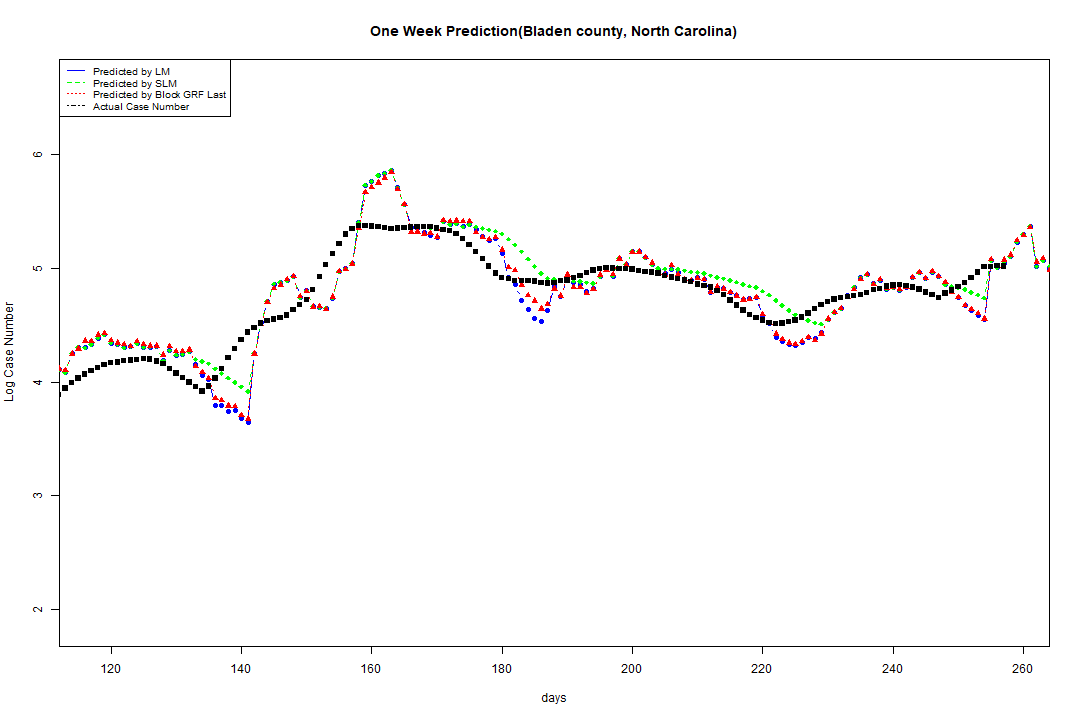 One Week Prediction(Bladen county, North Carolina)
Predicted by LM
Predicted by SLM
Predicted by Block GRF Last
Actual Case Number
6
5
4
3
2
Log Case Number
120 140 160 180 200 220 240 260
days